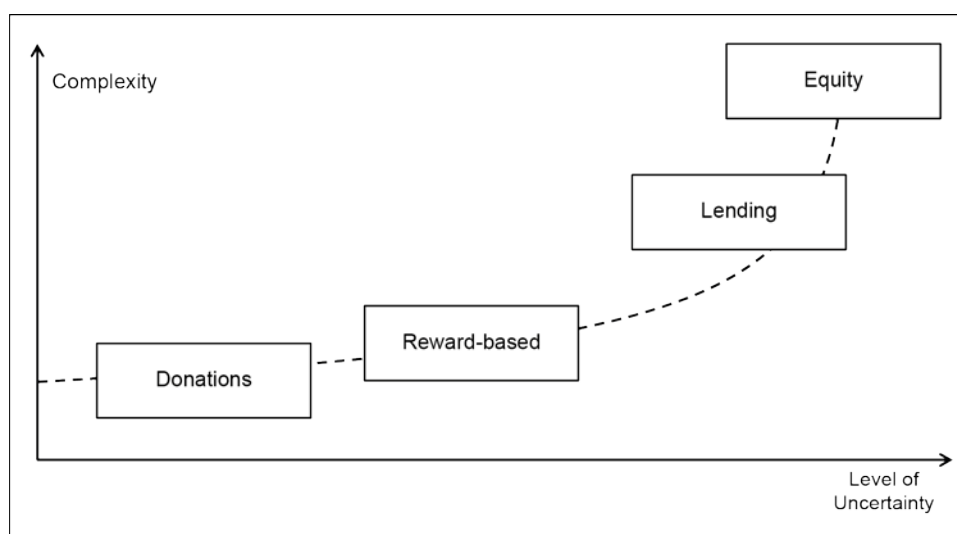 Equity
Complexity
Lending
Reward-based
Donations
Level of
Uncertainty